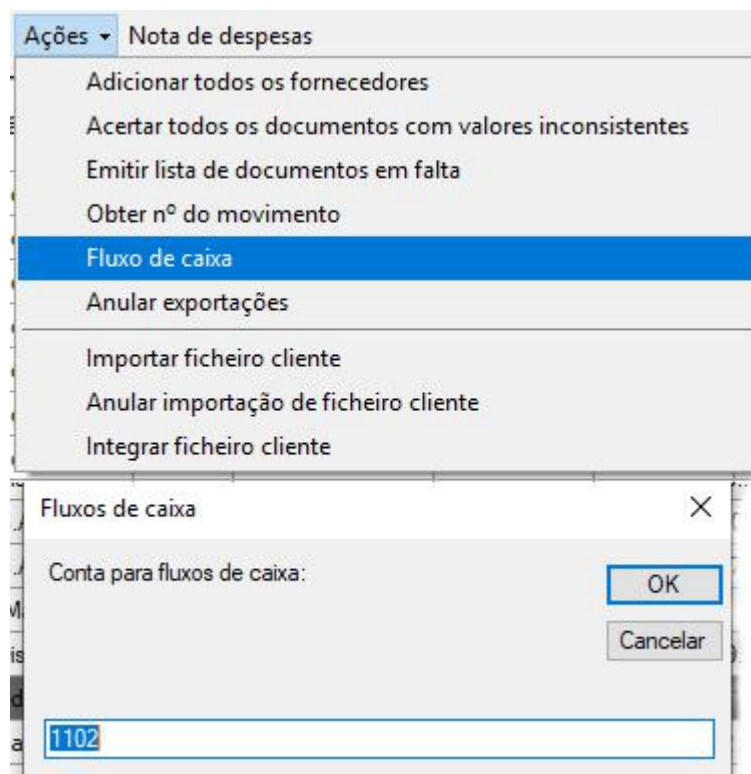 Ações Nota de despesas
Adicionar todos os fornecedores
Acertar todos os documentos com valores inconsistentes
Emitir lista de documentos em falta
Obter nº do movimento
Fluxo de caixa
Anular exportações
Importar ficheiro cliente
Anular importação de ficheiro cliente
Integrar ficheiro cliente
Fluxos de caixa
Conta para fluxos de caixa:
OK
Cancelar
1102